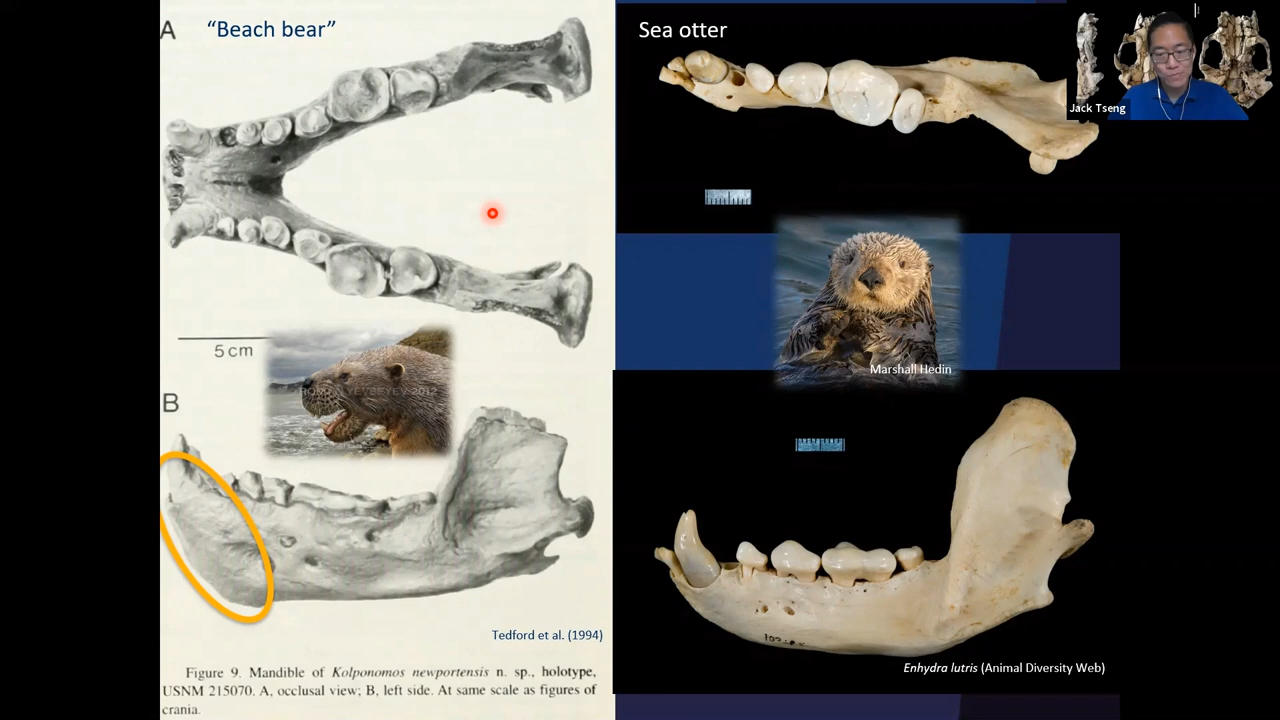 A
“Beach bear”
5 cm
B
Tedford et al. (1994)
Figure 9. Mandible of Kolponomos newportensis n. sp., holotype,
USNM 215070. A, occlusal view; B, left side. At same scale as figures of
crania.
Sea otter
Jack Tseng
Marshall Hedin
Enhydra lutris (Animal Diversity Web)